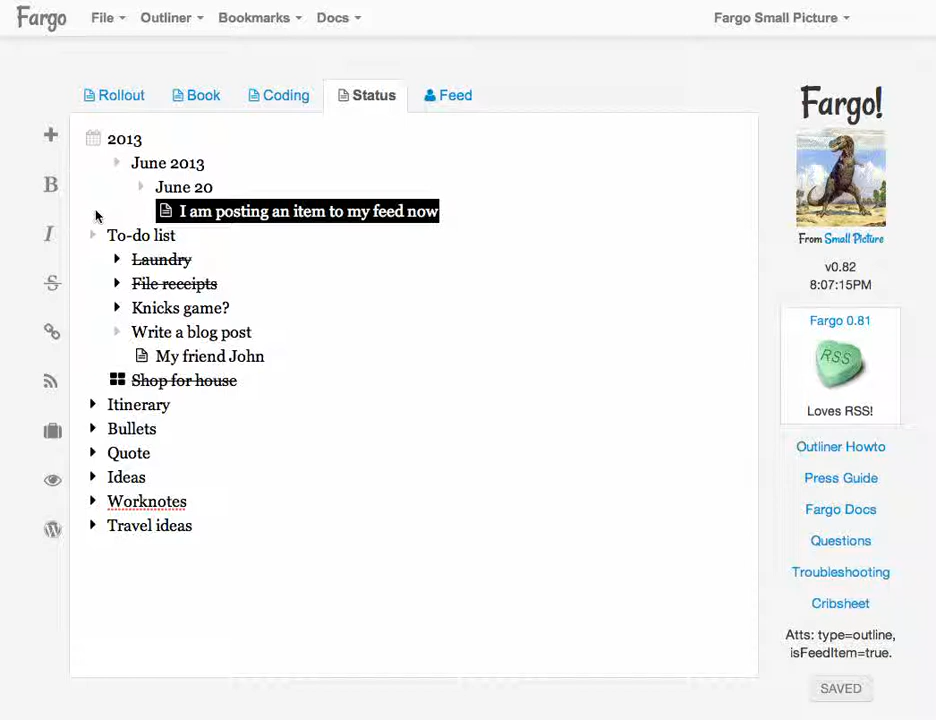 Fargo File Outliner Bookmarks Docs Fargo Small Picture
Rollout Book Coding Status Feed
2013
June 2013
June 20
I am posting an item to my feed now
To-do list
Laundry
File receipts
Knicks game?
Write a blog post
My friend John
Shop for house
Itinerary
Bullets
Quote
Ideas
Worknotes
Travel ideas
B
I
S
Fargo!
From Small Picture
v0.82
8:07:15PM
Fargo 0.81
RSS
Loves RSS!
Outliner Howto
Press Guide
Fargo Docs
Questions
Troubleshooting
Cribsheet
Atts: type=outline,
isFeedItem=true.
SAVED